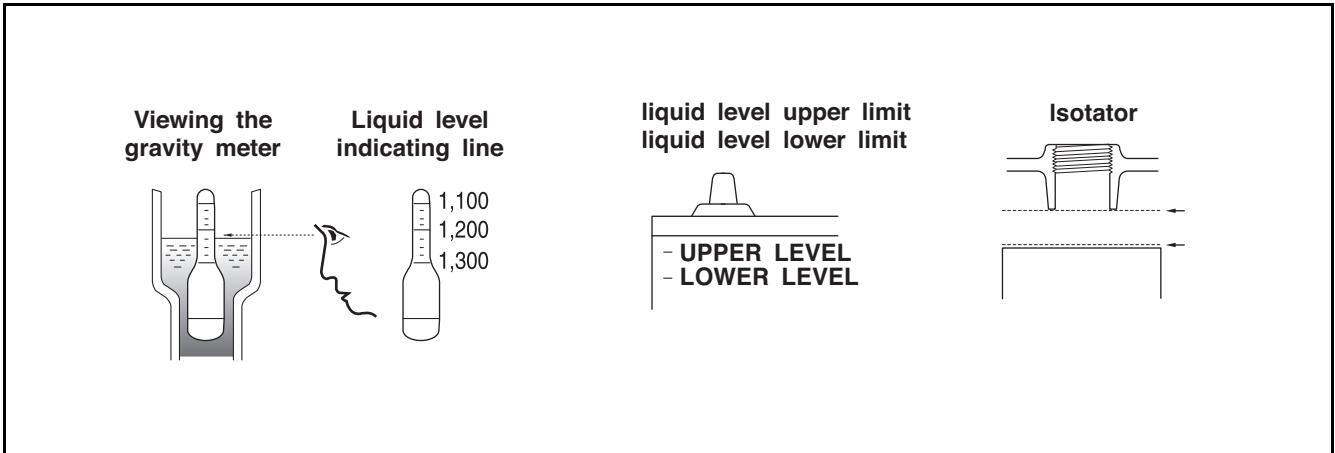 Viewing the
gravity meter
Liquid level
indicating line
1,100
1,200
1,300
liquid level upper limit
liquid level lower limit
– UPPER LEVEL
– LOWER LEVEL
Isotator